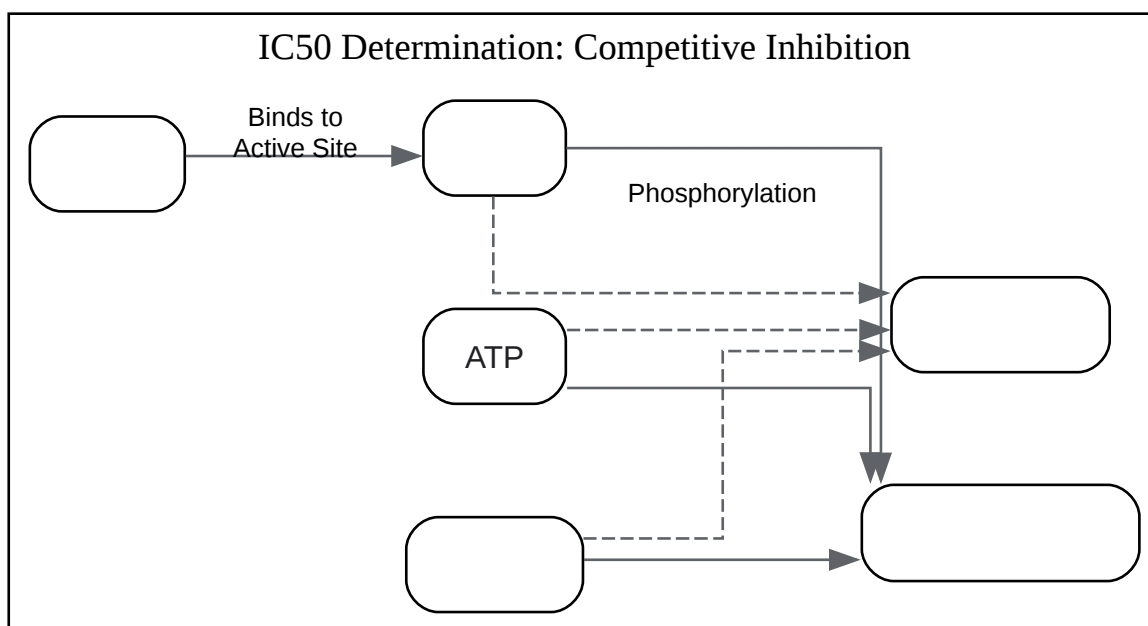 IC50 Determination: Competitive Inhibition
Binds to
Active Site
Phosphorylation
ATP